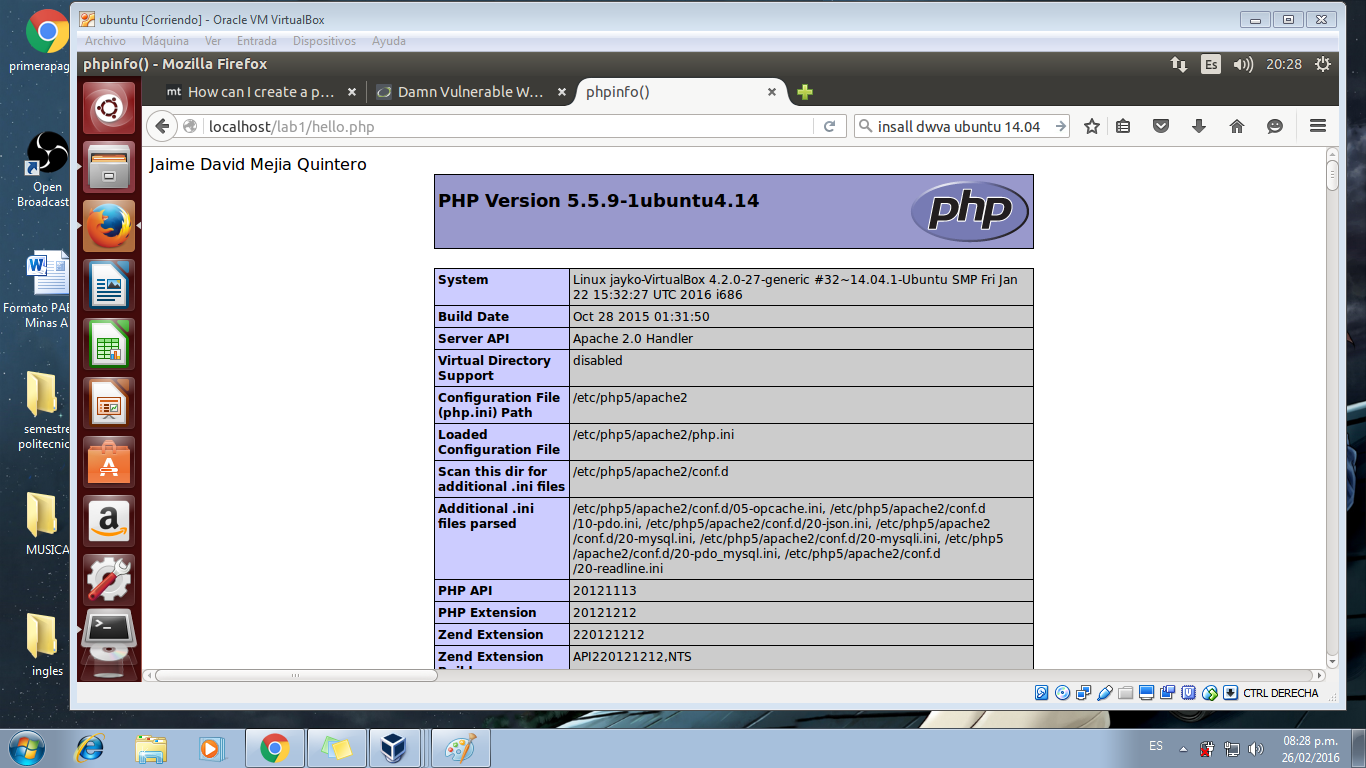 ubuntu [Corriendo] - Oracle VM VirtualBox
Archivo Máquina Ver Entrada Dispositivos Ayuda
phpinfo() - Mozilla Firefox
Es
20:28
mt How can I create a p...
Damn Vulnerable W...
phpinfo()
localhost/lab1/hello.php
insall dwva ubuntu 14.04
Jaime David Mejia Quintero
PHP Version 5.5.9-1ubuntu4.14
php
System Linux jayko-VirtualBox 4.2.0-27-generic #32~14.04.1-Ubuntu SMP Fri Jan
22 15:32:27 UTC 2016 i686
Build Date Oct 28 2015 01:31:50
Server API Apache 2.0 Handler
Virtual Directory disabled
Support
Configuration File /etc/php5/apache2
(php.ini) Path
Loaded /etc/php5/apache2/php.ini
Configuration File
Scan this dir for /etc/php5/apache2/conf.d
additional .ini files
Additional .ini /etc/php5/apache2/conf.d/05-opcache.ini, /etc/php5/apache2/conf.d
files parsed /10-pdo.ini, /etc/php5/apache2/conf.d/20-json.ini, /etc/php5/apache2
/conf.d/20-mysql.ini, /etc/php5/apache2/conf.d/20-mysqli.ini, /etc/php5
/apache2/conf.d/20-pdo_mysql.ini, /etc/php5/apache2/conf.d
/20-readline.ini
PHP API 20121113
PHP Extension 20121212
Zend Extension 220121212
Zend Extension API220121212,NTS
CTRL DERECHA
primerapag
Open
Broadcast
Formato PAE
Minas A
semestre
politecnic
MUSICA
ingles
ES
08:28 p.m.
26/02/2016